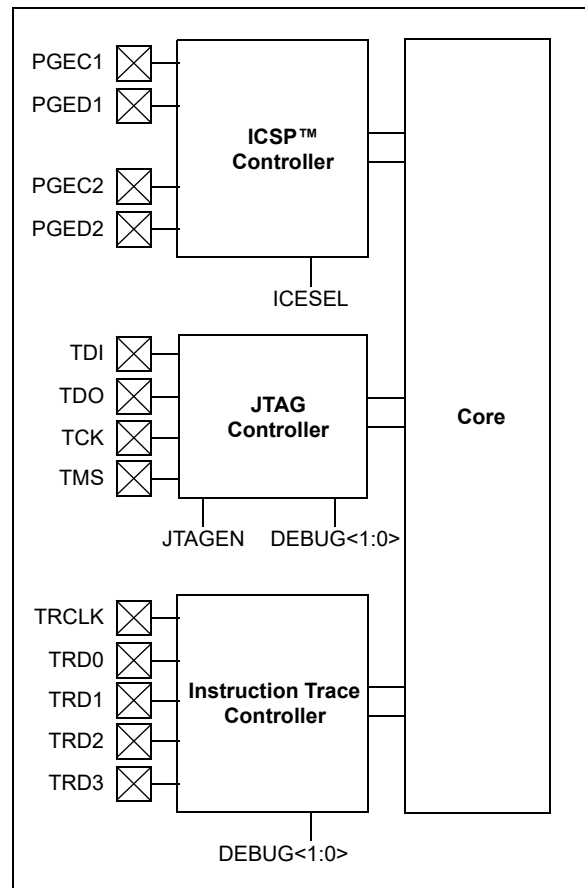 PGEC1
PGED1
PGEC2
PGED2
ICSP™
Controller
ICESEL
TDI
TDO
TCK
TMS
JTAG
Controller
JTAGEN DEBUG<1:0>
Core
TRCLK
TRD0
TRD1
TRD2
TRD3
Instruction Trace
Controller
DEBUG<1:0>